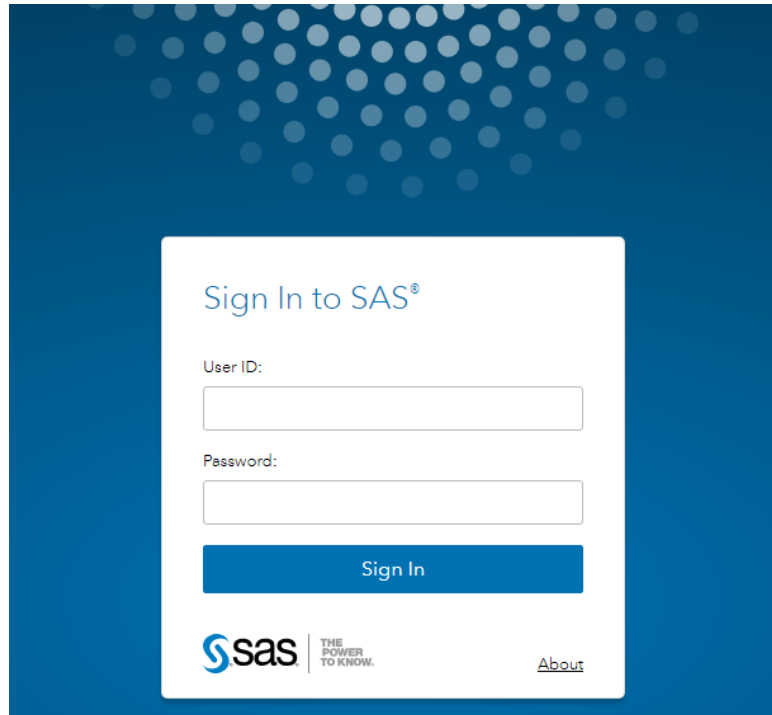 Sign In to SAS®
User ID:
Password:
Sign In
sas
THE
POWER
TO KNOW.
About